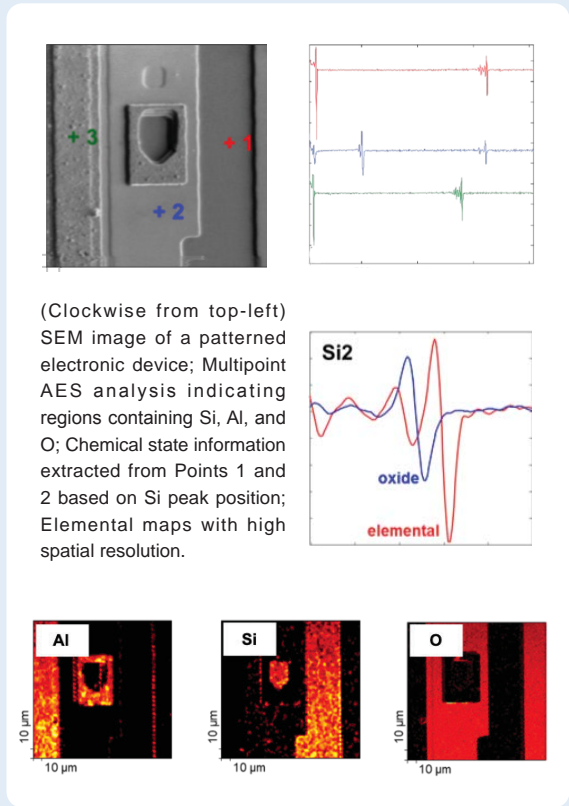 + 3
+ 1
+ 2
10 µm
(Clockwise from top-left)
SEM image of a patterned
electronic device; Multipoint
AES analysis indicating
regions containing Si, Al, and
O; Chemical state information
extracted from Points 1 and
2 based on Si peak position;
Elemental maps with high
spatial resolution.
Si2
oxide
elemental
Al
Si
O
10 µm
10 µm
10 µm
10 µm
10 µm
10 µm